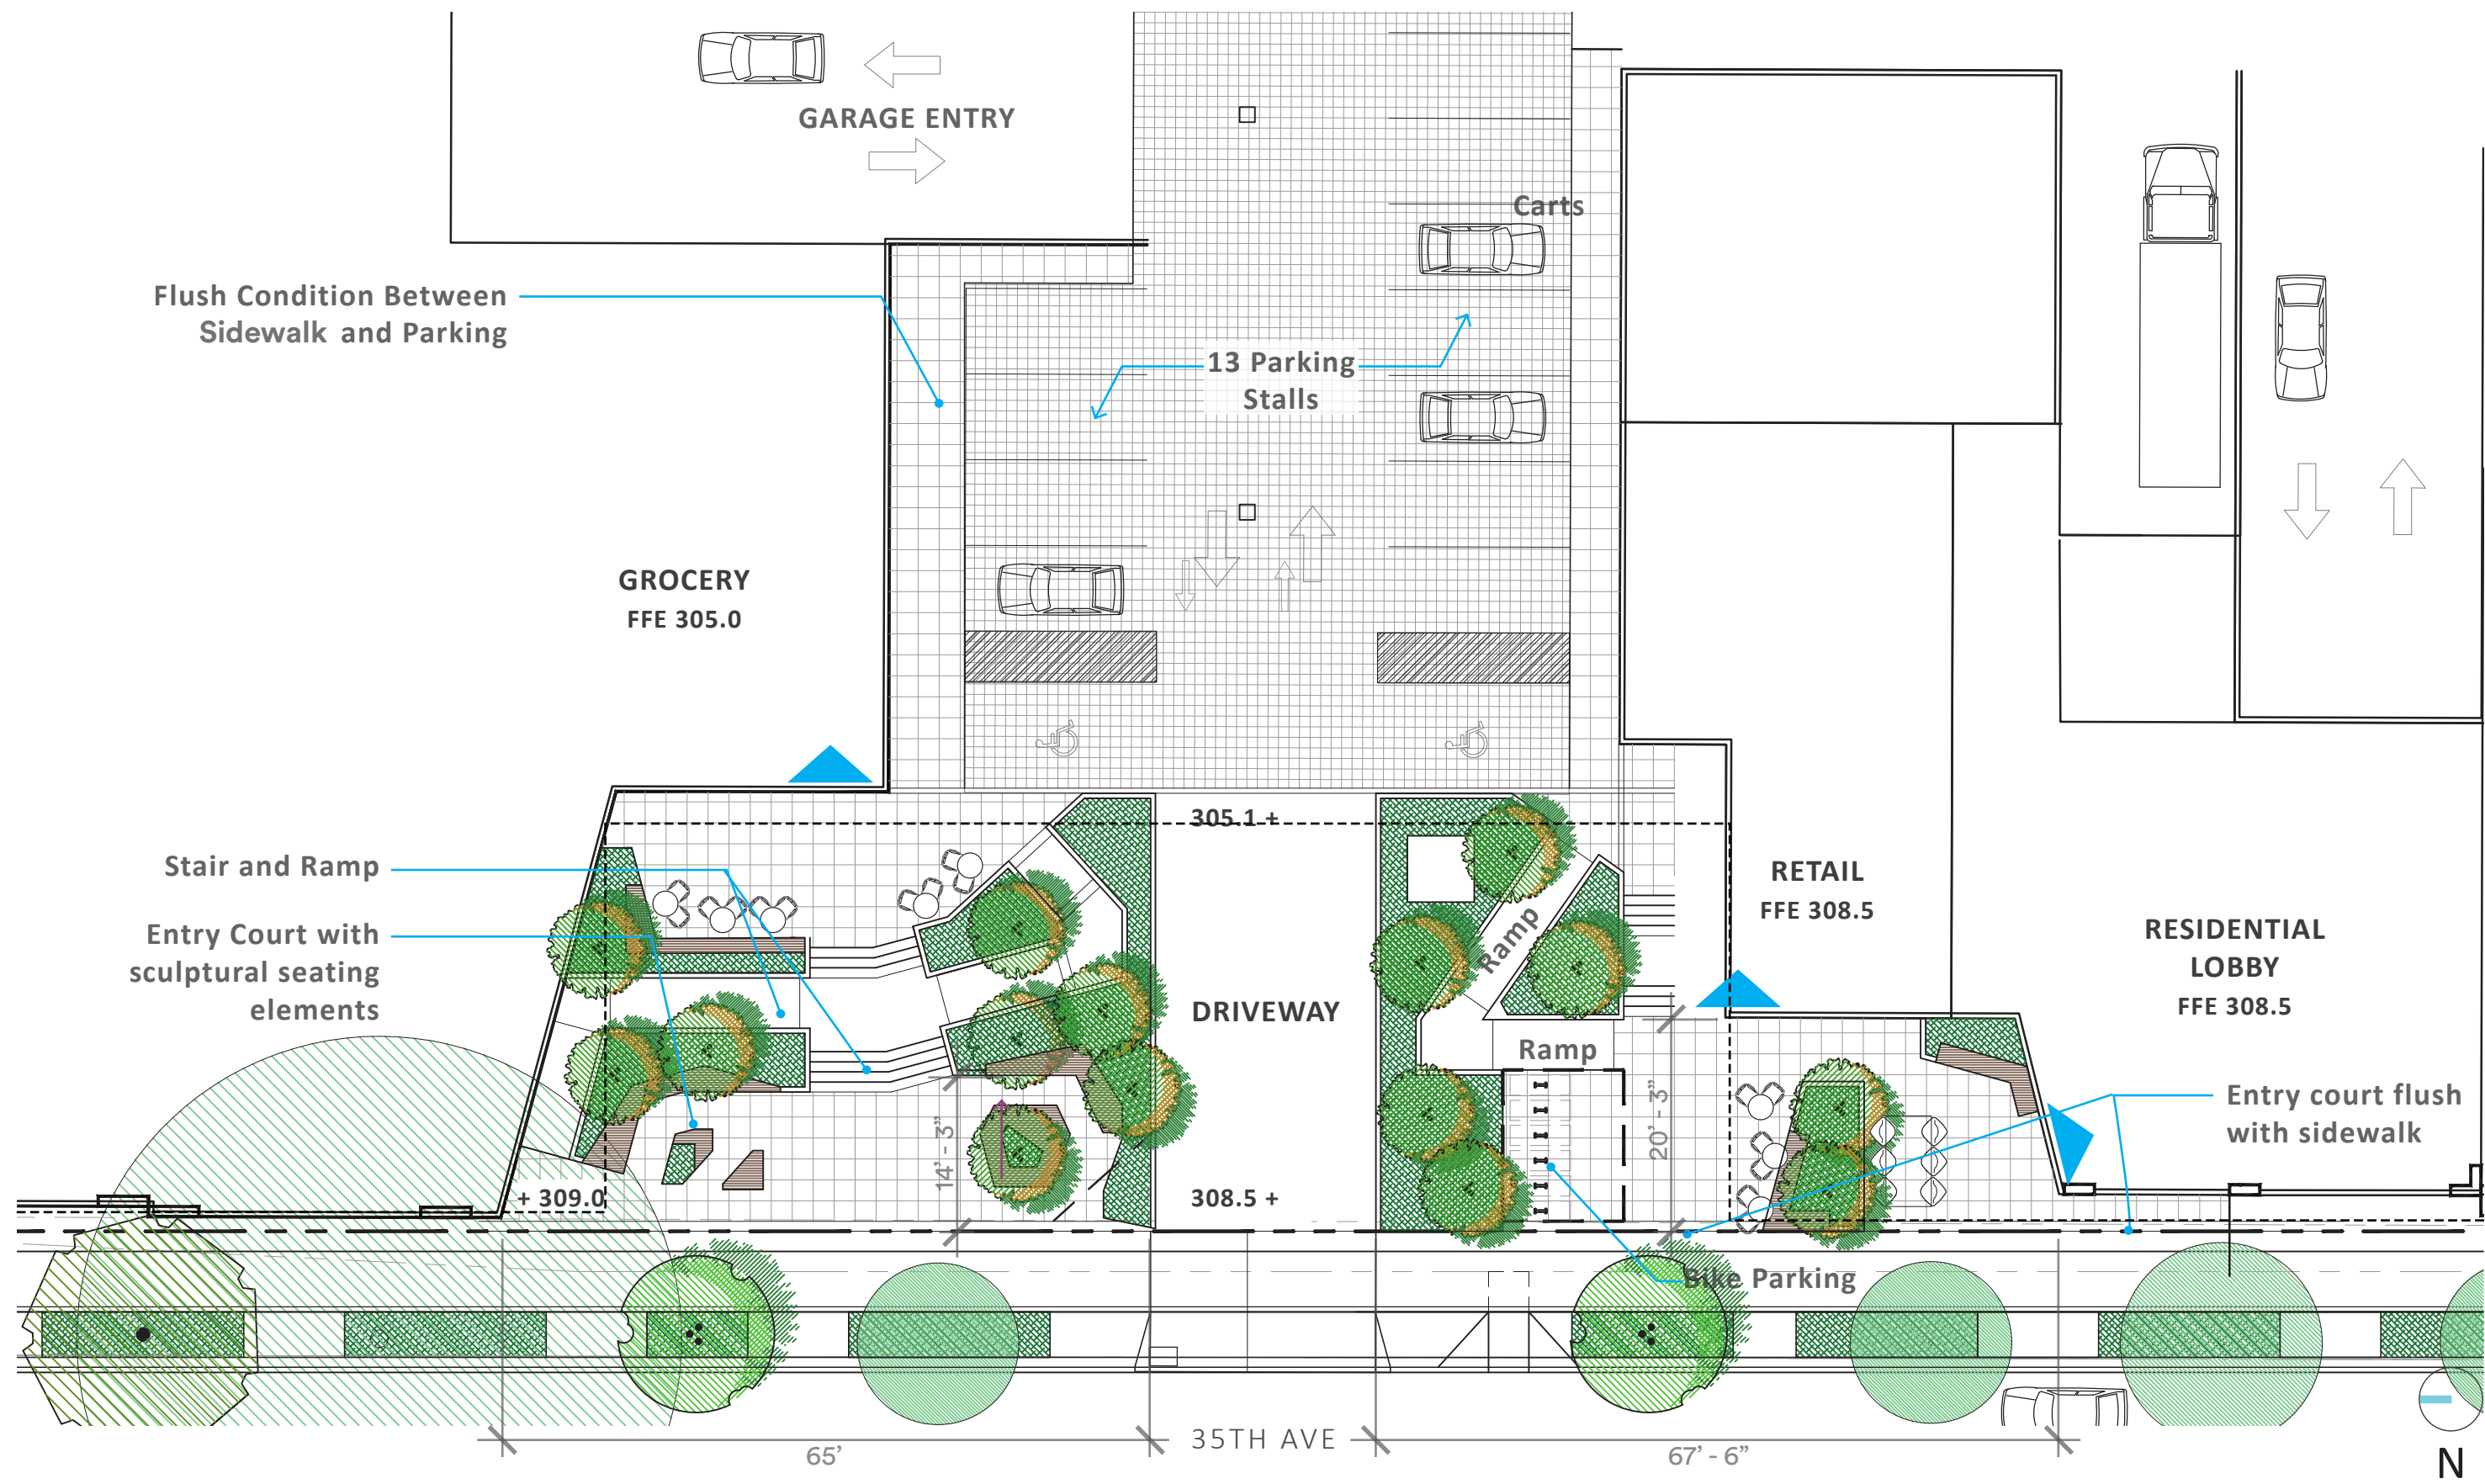 GARAGE ENTRY
Carts
Flush Condition Between
Sidewalk and Parking
13 Parking
Stalls
GROCERY
FFE 305.0
305.1 +
Stair and Ramp
Entry Court with
sculptural seating
elements
Ramp
RETAIL
FFE 308.5
RESIDENTIAL
LOBBY
FFE 308.5
DRIVEWAY
Ramp
14' - 3"
20' - 3"
Entry court flush
with sidewalk
+ 309.0
308.5 +
Bike Parking
35TH AVE
65'
67' - 6"
N